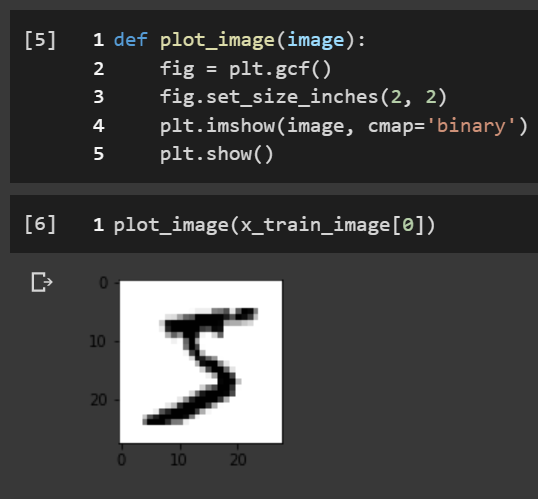 [5] 1 def plot_image(image):
2 fig = plt.gcf()
3 fig.set_size_inches(2, 2)
4 plt.imshow(image, cmap='binary')
5 plt.show()
[6] 1 plot_image(x_train_image[0])
0
10
20
0 10 20
5